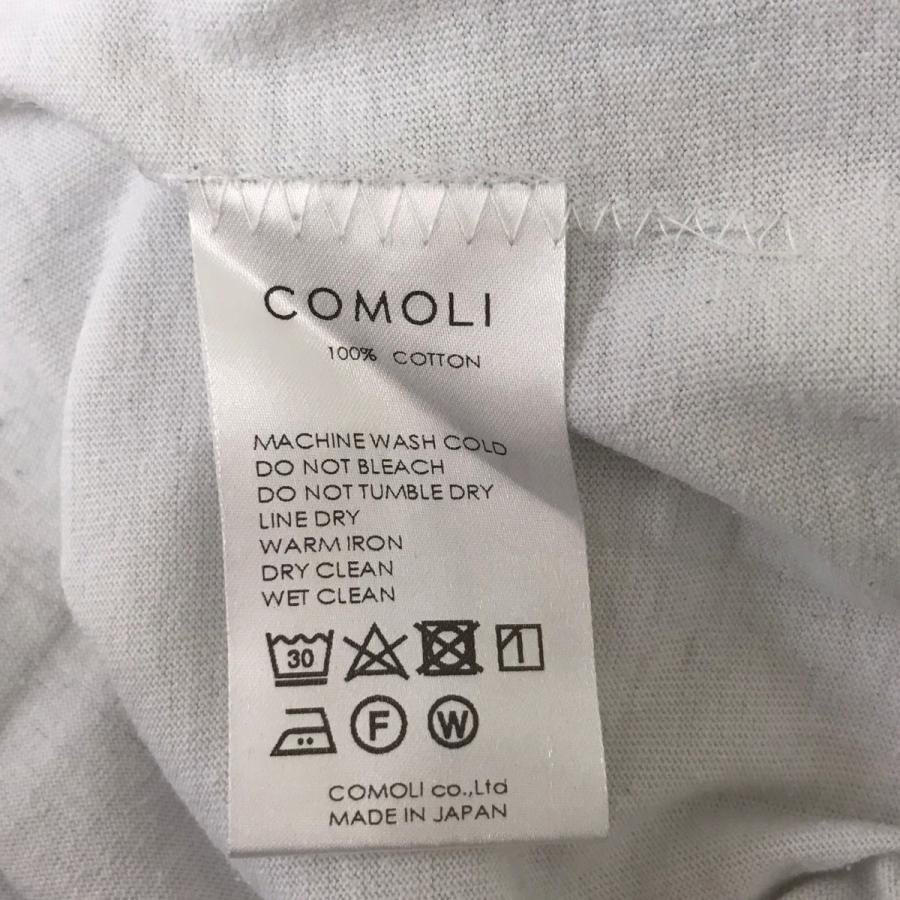 COMOLI
100% COTTON
MACHINE WASH COLD
DO NOT BLEACH
DO NOT TUMBLE DRY
LINE DRY
WARM IRON
DRY CLEAN
WET CLEAN
30
F W
COMOLI co.,Ltd
MADE IN JAPAN